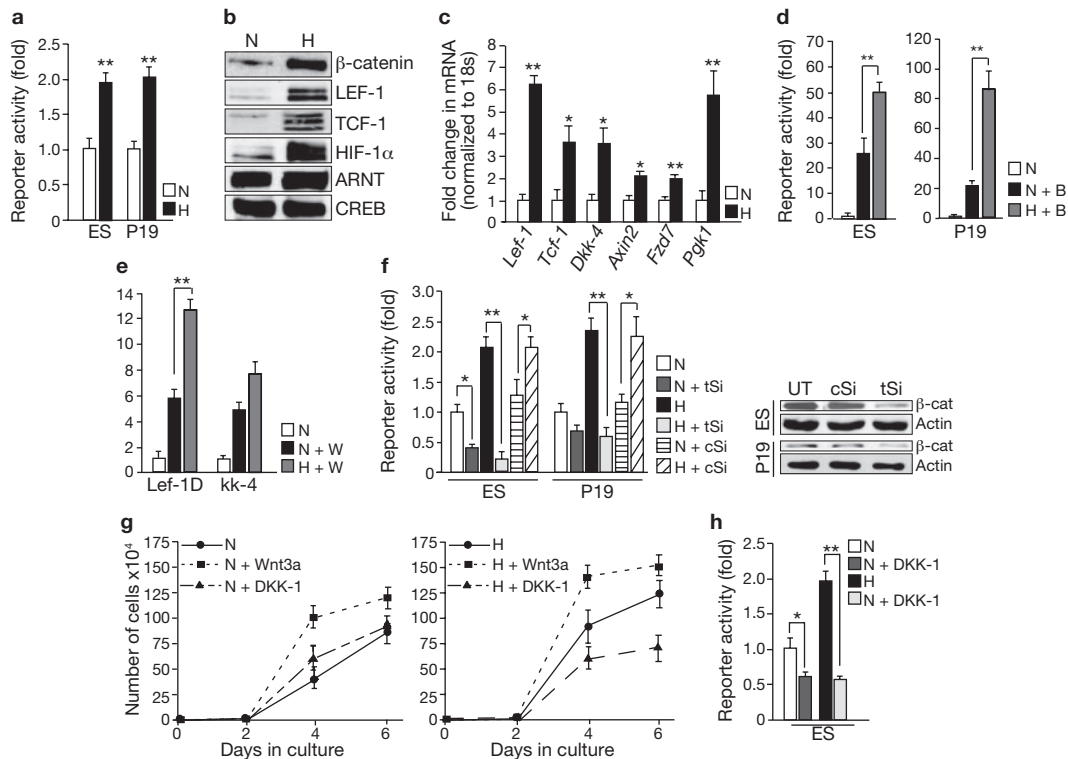 a
Reporter activity (fold)
2.5
2.0
1.5
1.0
0.5
0
**
**
ES
P19
N
H
b
N
H
β-catenin
LEF-1
TCF-1
HIF-1α
ARNT
CREB
c
Fold change in mRNA
(normalized to 18s)
8
7
6
5
4
3
2
1
0
**
*
*
*
**
**
Lef-1
Tcf-1
Dkk-4
Axin2
Fzd7
Pgk1
N
H
d
Reporter activity (fold)
70
60
50
40
30
20
10
0
**
ES
120
100
80
60
40
20
0
**
P19
N
N + B
H + B
e
14
12
10
8
6
4
2
0
**
Lef-1D
kk-4
N
N + W
H + W
f
Reporter activity (fold)
3.0
2.5
2.0
1.5
1.0
0.5
0
*
**
*
**
*
ES
P19
N
N + tSi
H
H + tSi
N + cSi
H + cSi
UT
cSi
tSi
ES
β-cat
Actin
P19
β-cat
Actin
g
Number of cells x10⁴
175
150
125
100
75
50
25
0
N
N + Wnt3a
N + DKK-1
0
2
4
6
Days in culture
175
150
125
100
75
50
25
0
H
H + Wnt3a
H + DKK-1
0
2
4
6
Days in culture
h
Reporter activity (fold)
2.5
2.0
1.5
1.0
0.5
0
*
**
ES
N
N + DKK-1
H
N + DKK-1